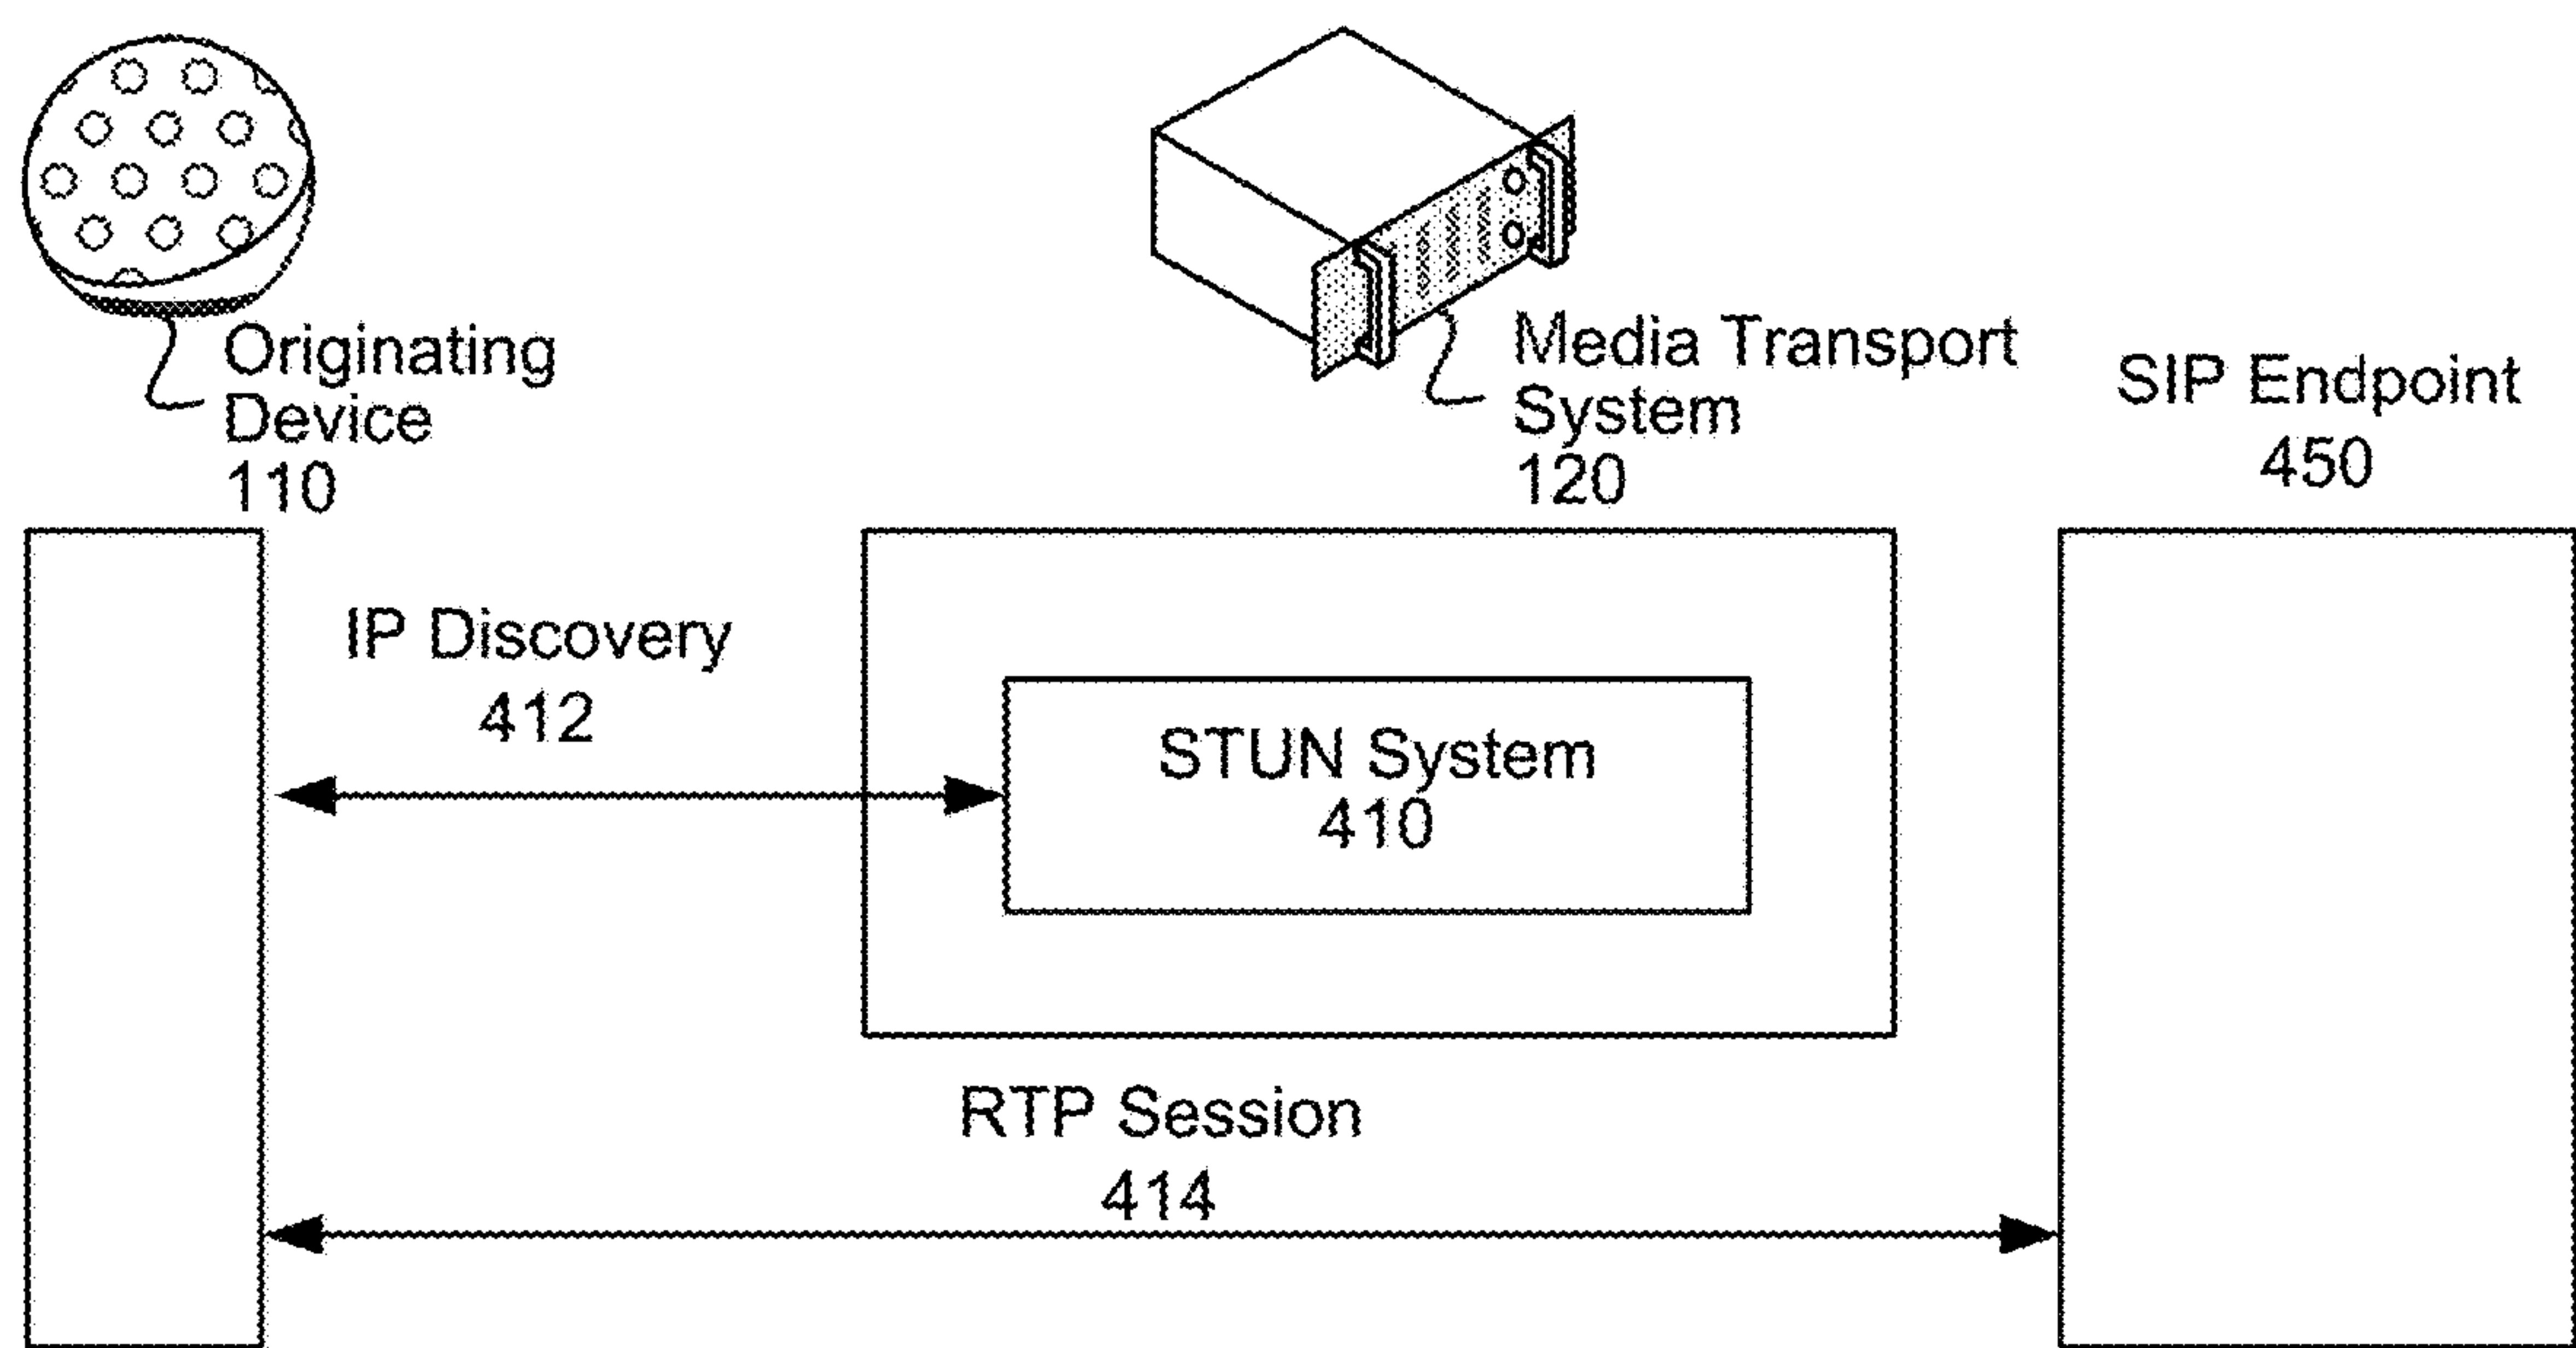 Originating
Device
110
Media Transport
System
120
SIP Endpoint
450
IP Discovery
412
STUN System
410
RTP Session
414